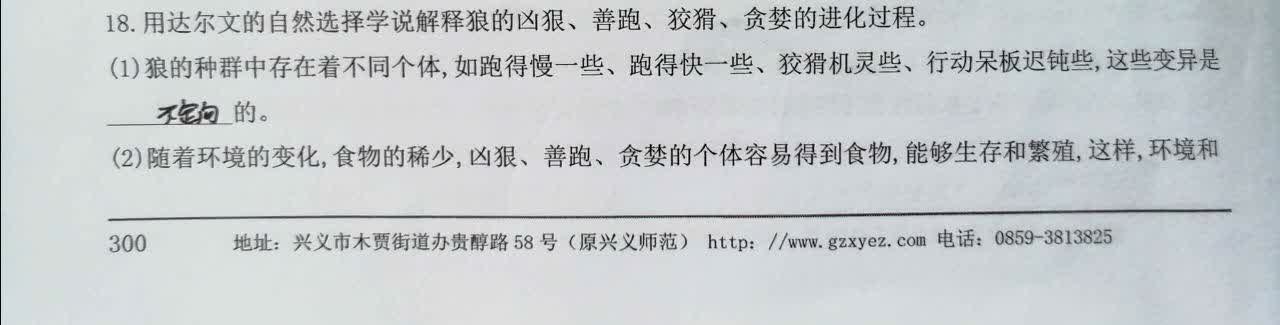 18.用达尔文的自然选择学说解释狼的凶狠、善跑、狡猾、贪婪的进化过程。
(1)狼的种群中存在着不同个体,如跑得慢一些、跑得快一些、狡猾机灵些、行动呆板迟钝些,这些变异是
不定向的。
(2)随着环境的变化,食物的稀少,凶狠、善跑、贪婪的个体容易得到食物,能够生存和繁殖,这样,环境和
300 地址：兴义市木贾街道办贵醇路58号（原兴义师范） http：//www.gzxyez.com 电话：0859-3813825